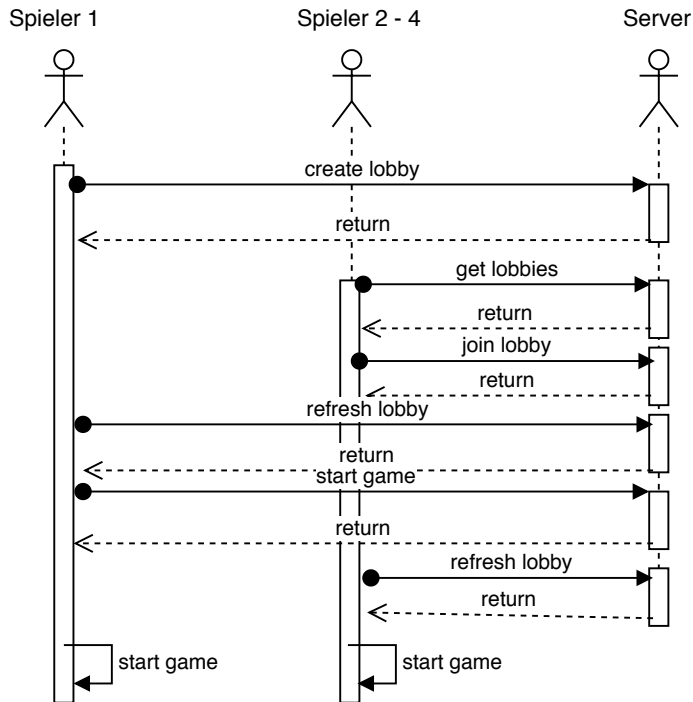 Spieler 1
Spieler 2 - 4
Server
create lobby
return
get lobbies
return
join lobby
return
refresh lobby
return
start game
return
refresh lobby
return
start game
start game